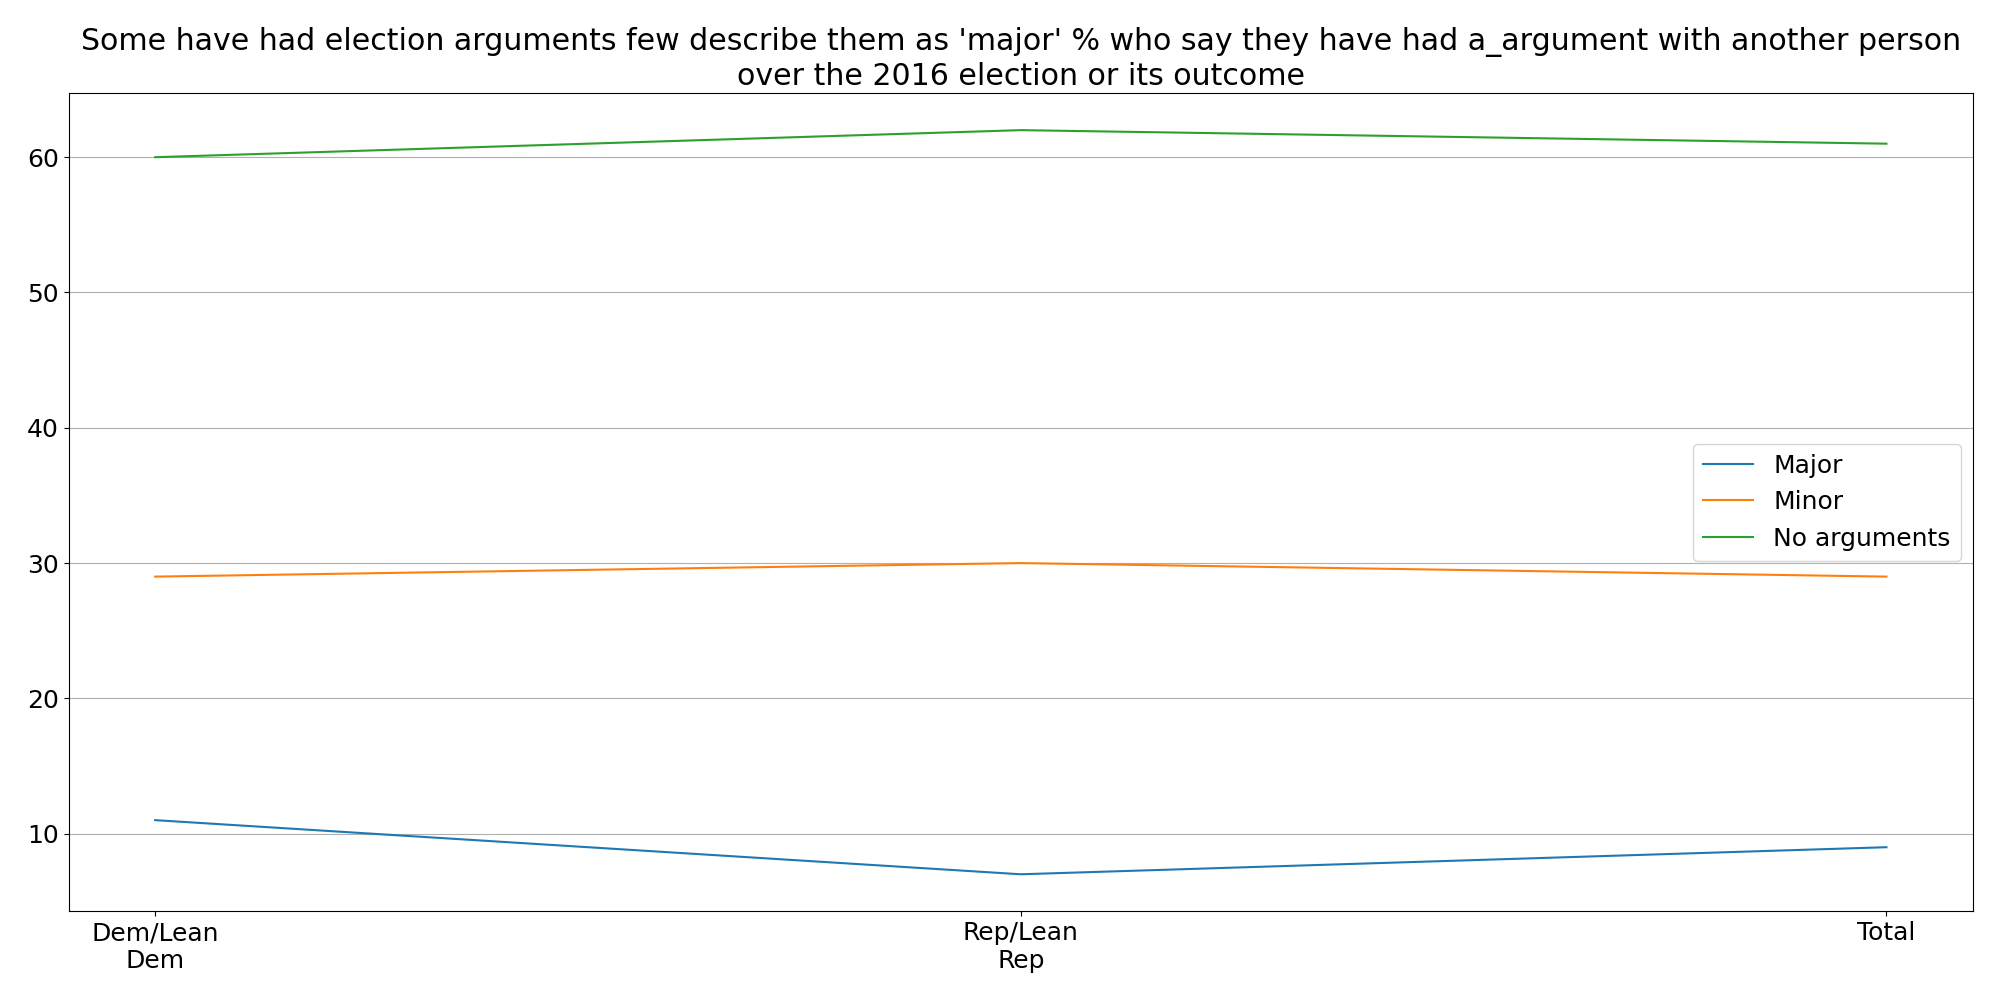 Some have had election arguments few describe them as 'major' % who say they have had a_argument with another person
over the 2016 election or its outcome
60
50
40
30
20
10
Major
Minor
No arguments
Dem/Lean
Dem
Rep/Lean
Rep
Total